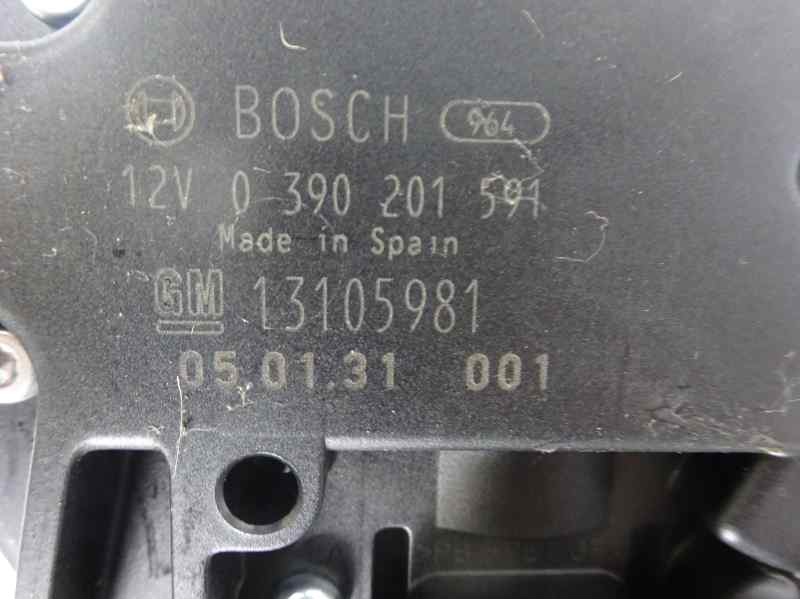 BOSCH 964
12V 0 390 201 591
Made in Spain
GM 13105981
05.01.31 001